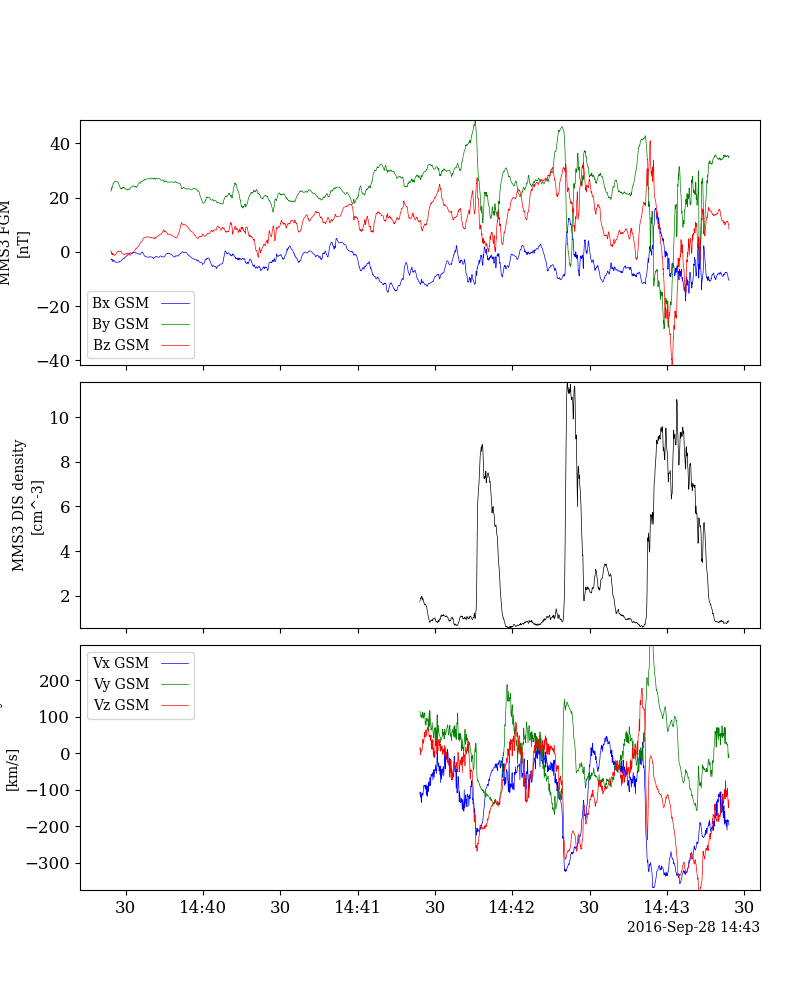 40
20
0
−20
−40
MMS3 FGM
[nT]
Bx GSM
By GSM
Bz GSM
10
8
6
4
2
MMS3 DIS density
[cm^-3]
200
100
0
−100
−200
−300
[km/s]
Vx GSM
Vy GSM
Vz GSM
30 14:40 30 14:41 30 14:42 30 14:43 30
2016-Sep-28 14:43